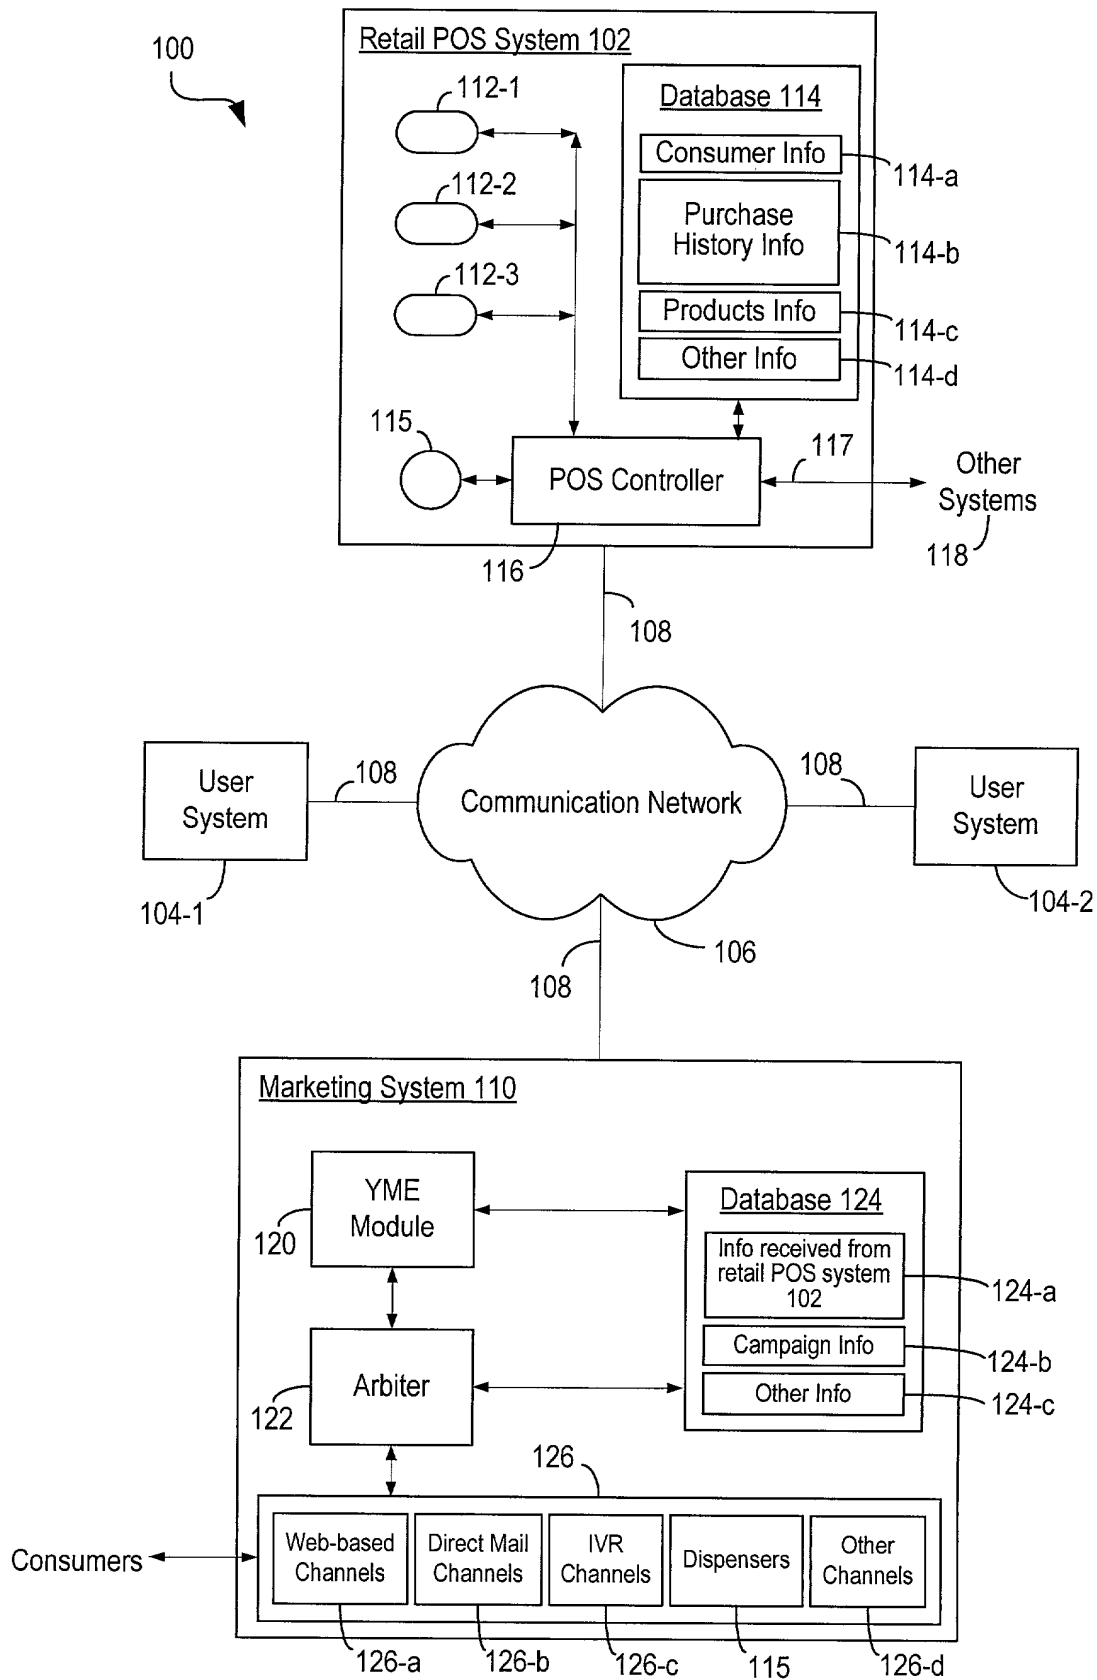 100
Retail POS System 102
112-1
112-2
112-3
Database 114
Consumer Info
114-a
Purchase
History Info
114-b
Products Info
114-c
Other Info
114-d
115
POS Controller
116
117
Other
Systems
118
108
User
System
104-1
108
Communication Network
106
108
User
System
104-2
108
Marketing System 110
YME
Module
120
Arbiter
122
Database 124
Info received from
retail POS system
102
124-a
Campaign Info
124-b
Other Info
124-c
126
Consumers
Web-based
Channels
126-a
Direct Mail
Channels
126-b
IVR
Channels
126-c
Dispensers
115
Other
Channels
126-d